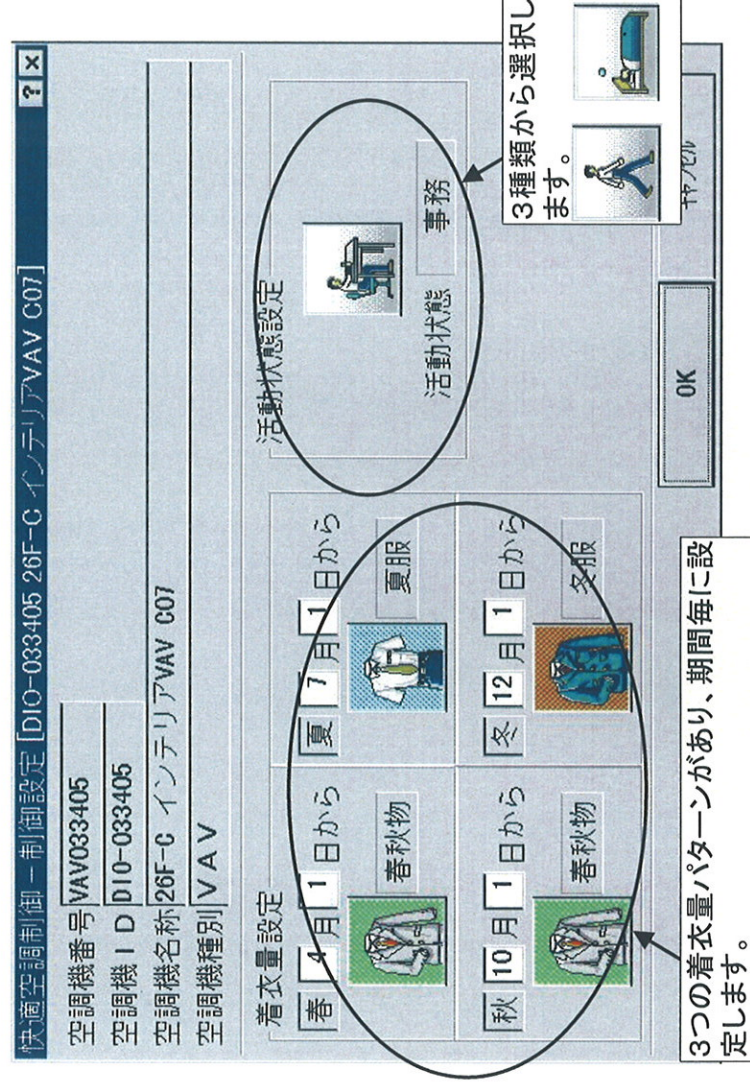 快適空調制御 − 制御設定 [DIO-033405 26F-C インテリアVAV C07]
? ×
空調機番号 VAV033405
空調機ID DIO-033405
空調機名称 26F-C インテリアVAV C07
空調機種別 VAV
着衣量設定
春 4 月 1 日から
春秋物
夏 7 月 1 日から
夏服
秋 10 月 1 日から
春秋物
冬 12 月 1 日から
冬服
活動状態設定
活動状態 事務
OK
キャンセル
3種類から選択し
ます。
3つの着衣量パターンがあり、期間毎に設
定します。